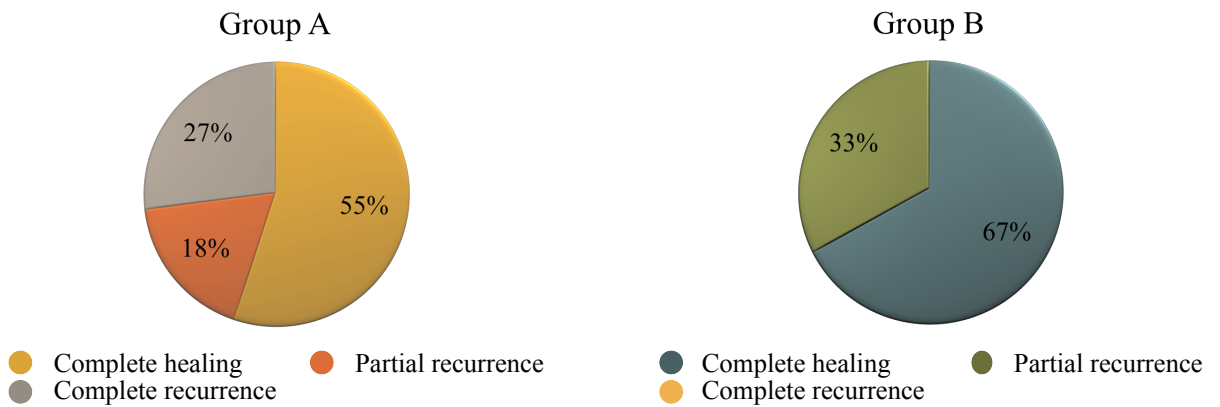 Group A
27%
55%
18%
Complete healing
Partial recurrence
Complete recurrence
Group B
33%
67%
Complete healing
Partial recurrence
Complete recurrence